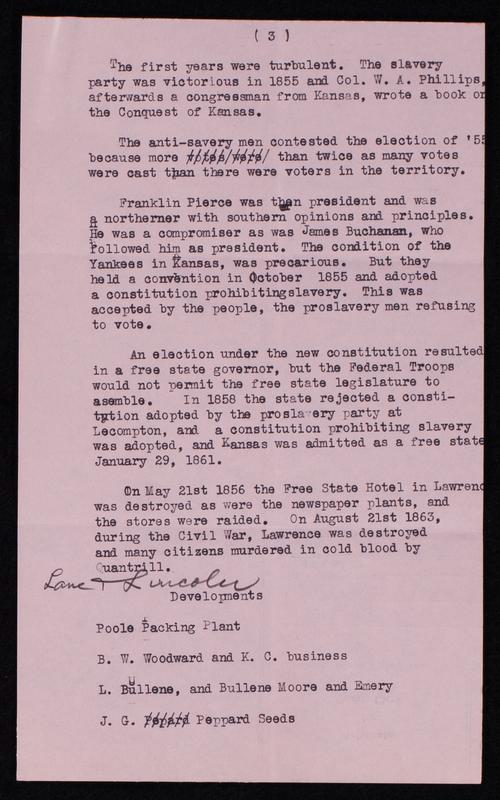 ( 3 )
The first years were turbulent. The slavery
party was victorious in 1855 and Col. W. A. Phillips,
afterwards a congressman from Kansas, wrote a book on
the Conquest of Kansas.
The anti-savery men contested the election of '55
because more votes were than twice as many votes
were cast than there were voters in the territory.
Franklin Pierce was then president and was
a northerner with southern opinions and principles.
He was a compromiser as was James Buchanan, who
followed him as president. The condition of the
Yankees in Kansas, was precarious. But they
held a convention in October 1855 and adopted
a constitution prohibitingslavery. This was
accepted by the people, the proslavery men refusing
to vote.
An election under the new constitution resulted
in a free state governor, but the Federal Troops
would not permit the free state legislature to
asemble. In 1858 the state rejected a consti-
tution adopted by the proslavery party at
Lecompton, and a constitution prohibiting slavery
was adopted, and Kansas was admitted as a free state
January 29, 1861.
On May 21st 1856 the Free State Hotel in Lawrenc
was destroyed as were the newspaper plants, and
the stores were raided. On August 21st 1863,
during the Civil War, Lawrence was destroyed
and many citizens murdered in cold blood by
Quantrill.
Lane & Lincoln
Developments
Poole Packing Plant
B. W. Woodward and K. C. business
L. Bullene, and Bullene Moore and Emery
J. G. Pepard Peppard Seeds